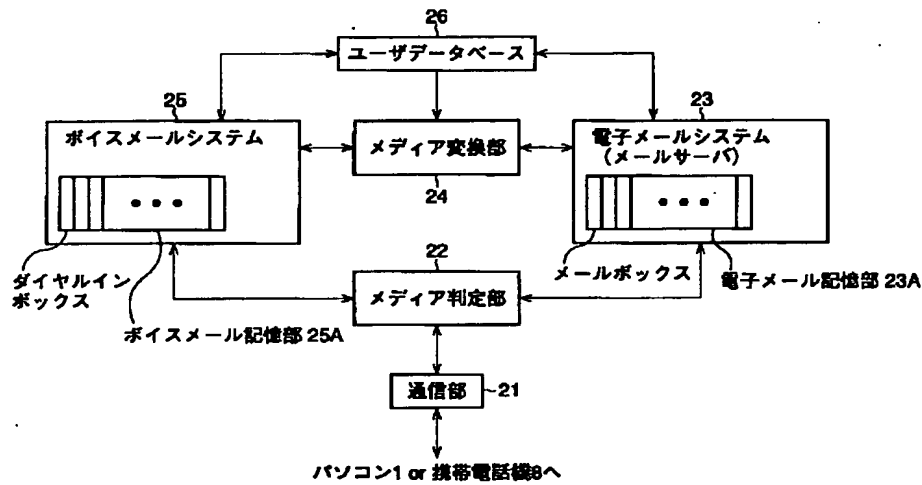 26
ユーザデータベース
25
ボイスメールシステム
ダイヤルイン
ボックス
ボイスメール記憶部 25A
メディア変換部
24
23
電子メールシステム
(メールサーバ)
メールボックス
電子メール記憶部 23A
22
メディア判定部
通信部
21
パソコン1 or 携帯電話機8へ